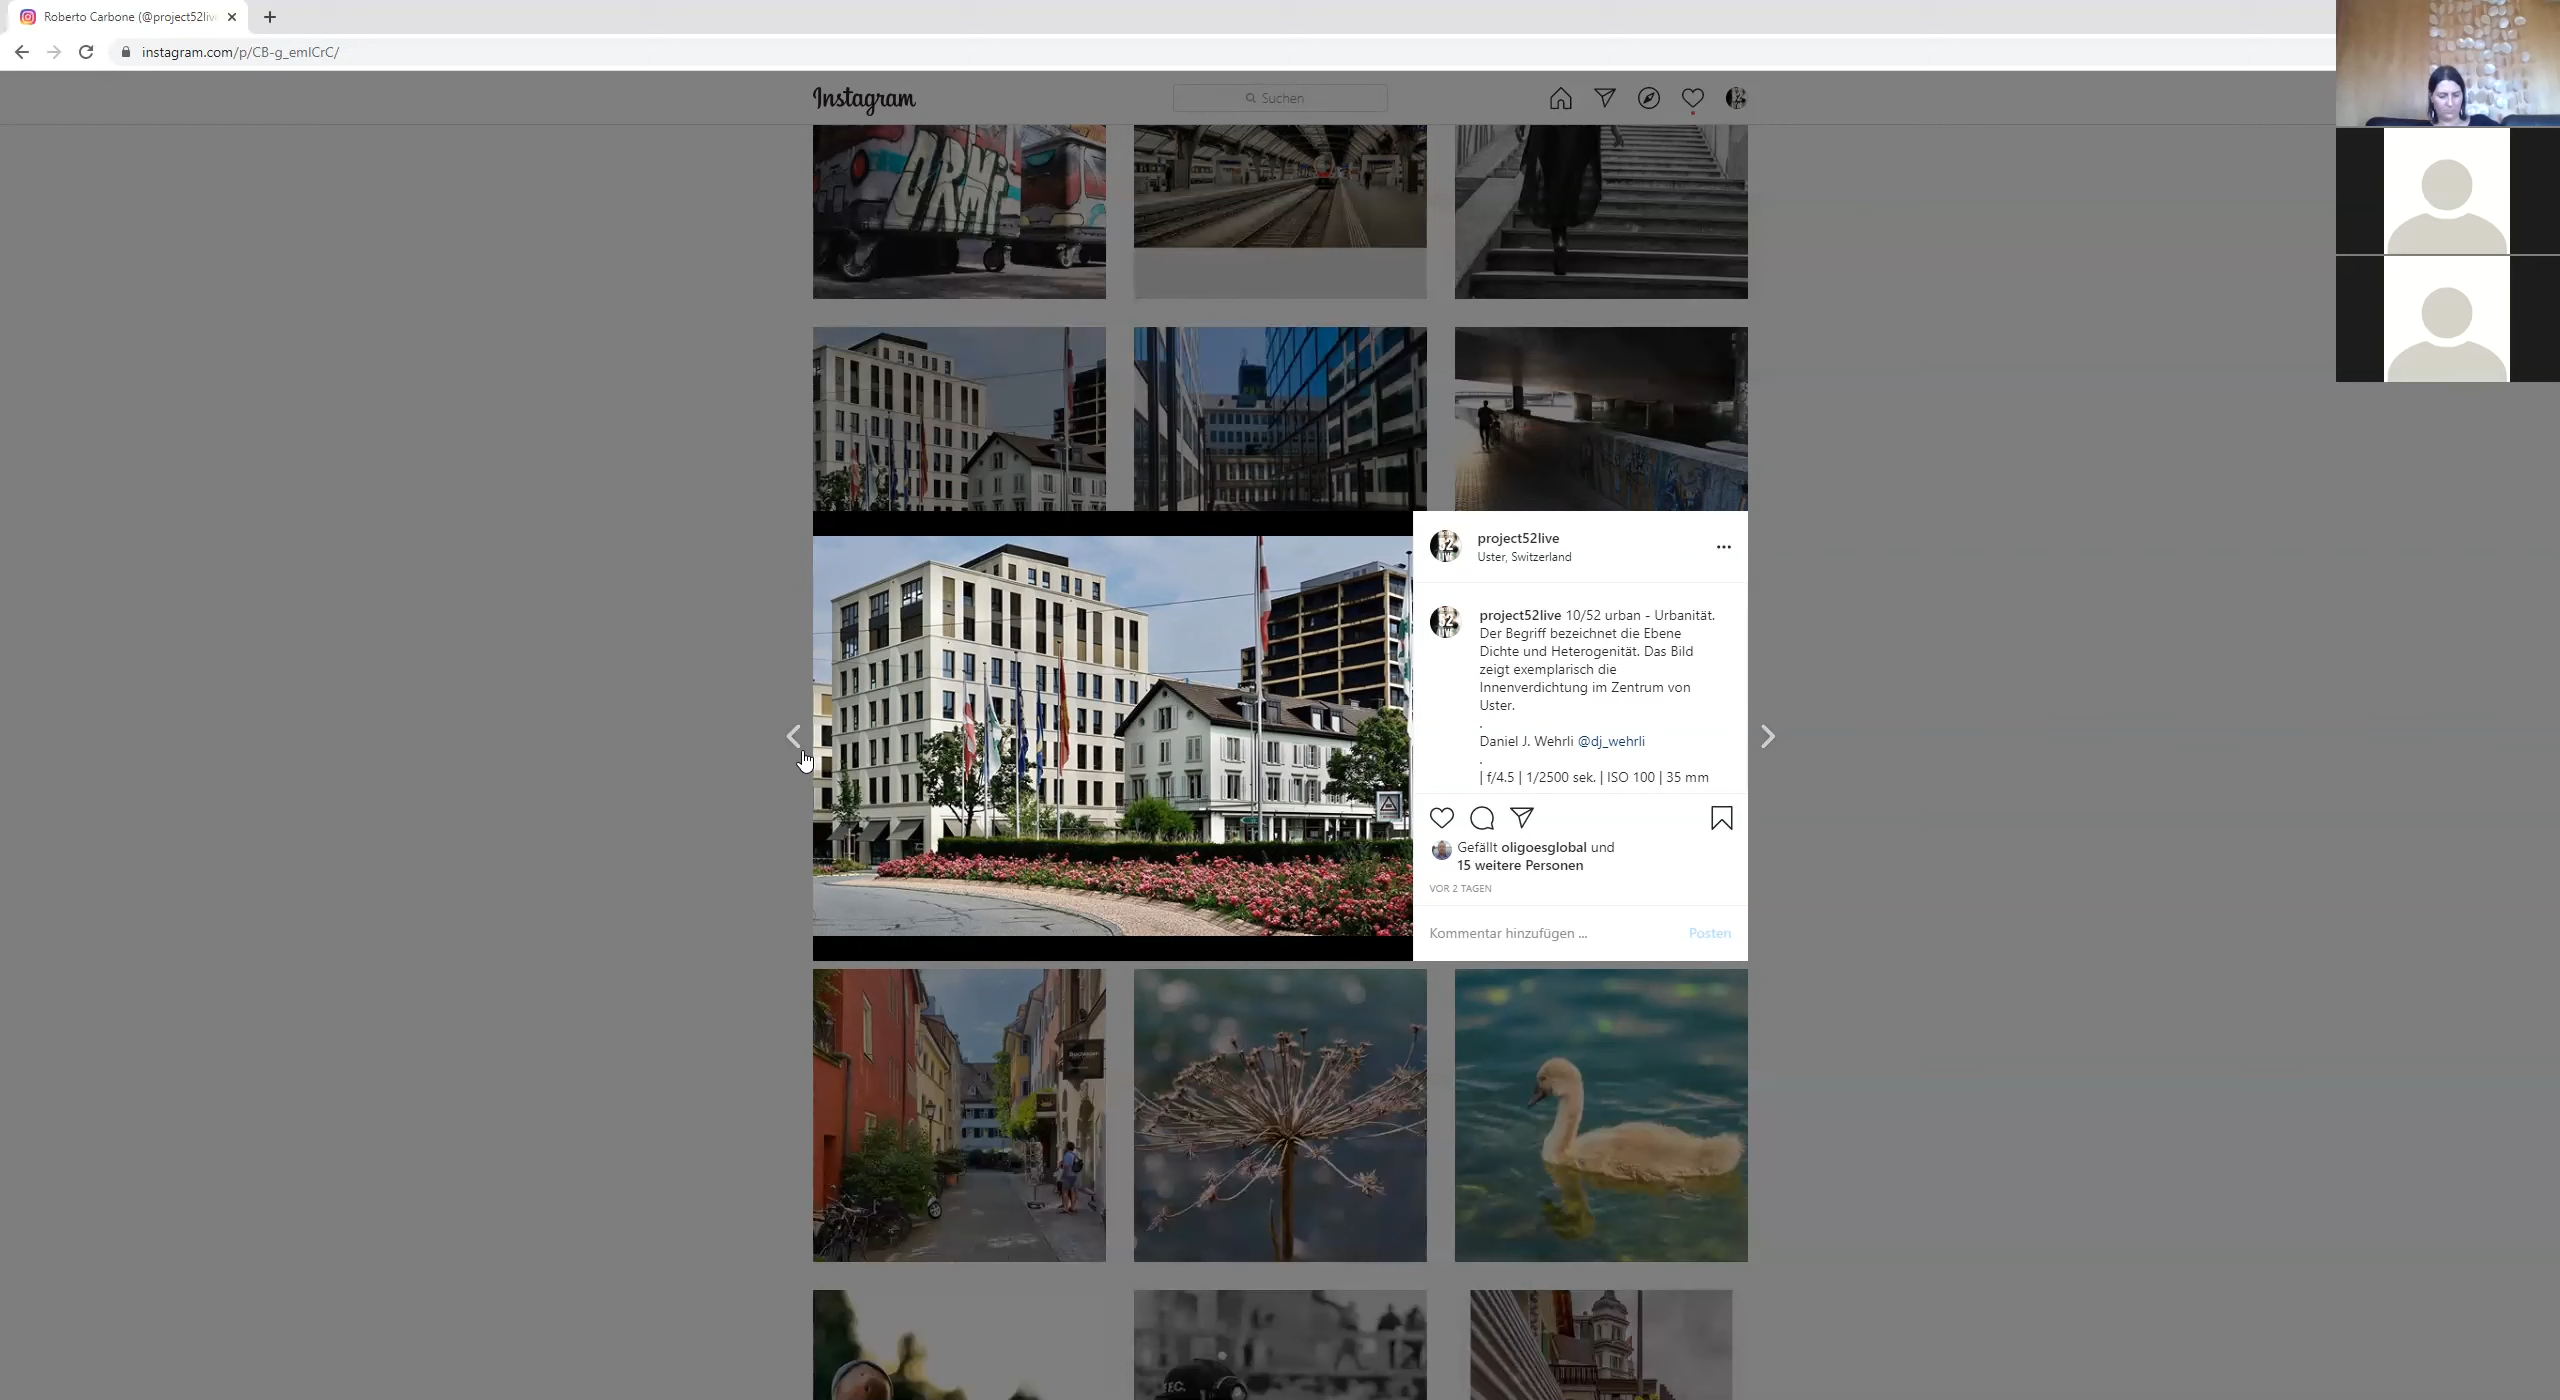 Roberto Carbone (@project52liv
instagram.com/p/CB-g_emlCrC/
Instagram
Suchen
project52live
Uster, Switzerland
project52live 10/52 urban - Urbanität.
Der Begriff bezeichnet die Ebene
Dichte und Heterogenität. Das Bild
zeigt exemplarisch die
Innenverdichtung im Zentrum von
Uster.
.
Daniel J. Wehrli @dj_wehrli
.
| f/4.5 | 1/2500 sek. | ISO 100 | 35 mm
Gefällt oligoesglobal und
15 weitere Personen
VOR 2 TAGEN
Kommentar hinzufügen ...
Posten